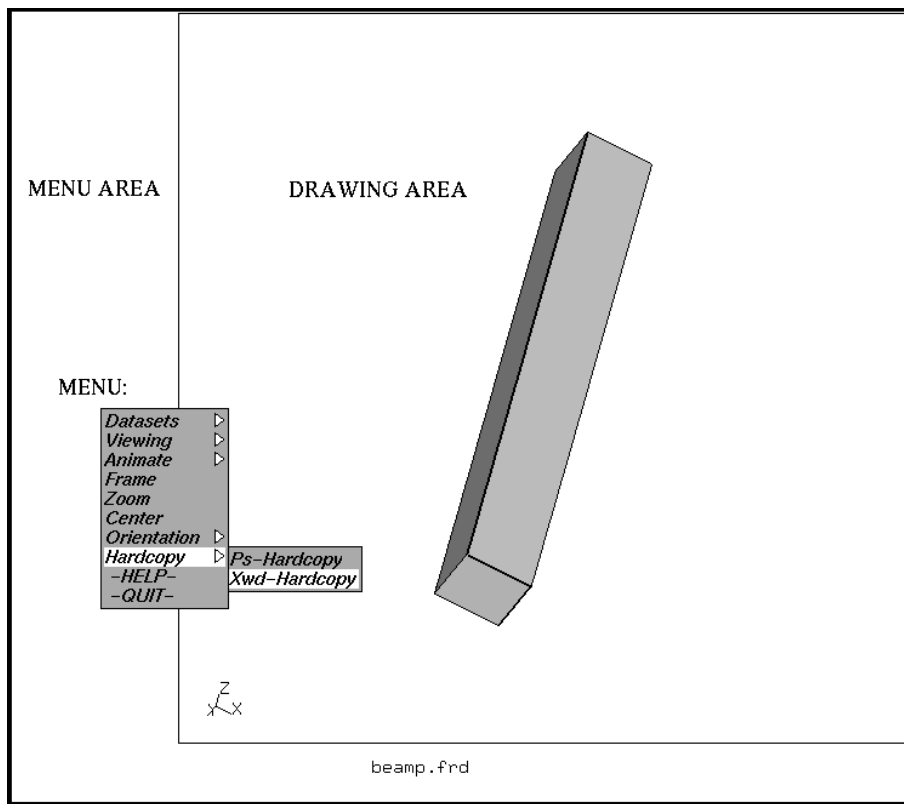 MENU AREA
DRAWING AREA
MENU:
Datasets
Viewing
Animate
Frame
Zoom
Center
Orientation
Hardcopy
Ps-Hardcopy
Xwd-Hardcopy
-HELP-
-QUIT-
Z
Y
X
beamp.frd